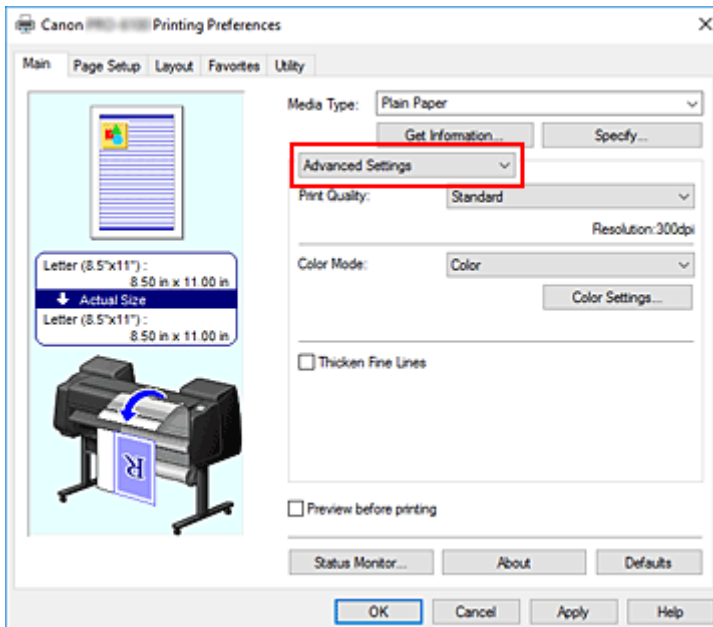 Canon Printing Preferences
Main Page Setup Layout Favorites Utility
Media Type: Plain Paper
Get Information... Specify...
Advanced Settings
Print Quality: Standard
Resolution:300dpi
Color Mode: Color
Color Settings...
Thicken Fine Lines
Letter (8.5"x11") :
8.50 in x 11.00 in
Actual Size
Letter (8.5"x11") :
8.50 in x 11.00 in
R
Preview before printing
Status Monitor... About Defaults
OK Cancel Apply Help